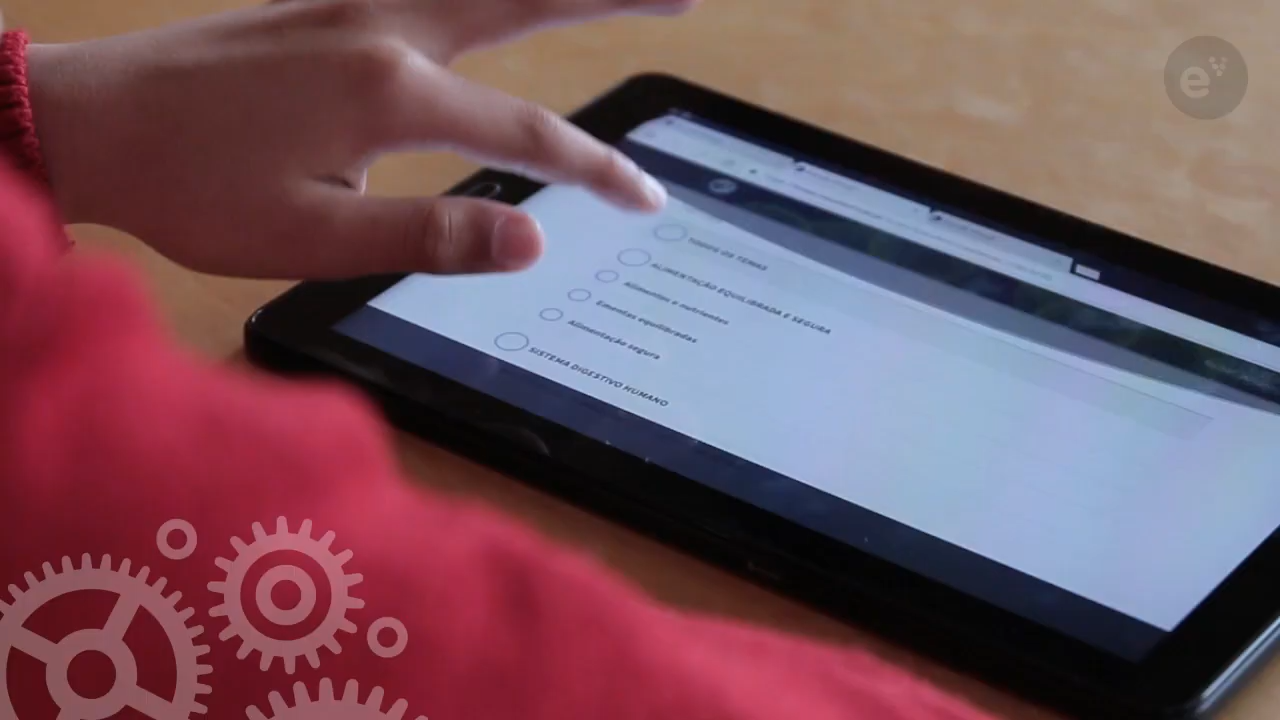 TODOS OS TEMAS
ALIMENTAÇÃO EQUILIBRADA E SEGURA
Alimentos e nutrientes
Ementas equilibradas
Alimentação segura
SISTEMA DIGESTIVO HUMANO
e